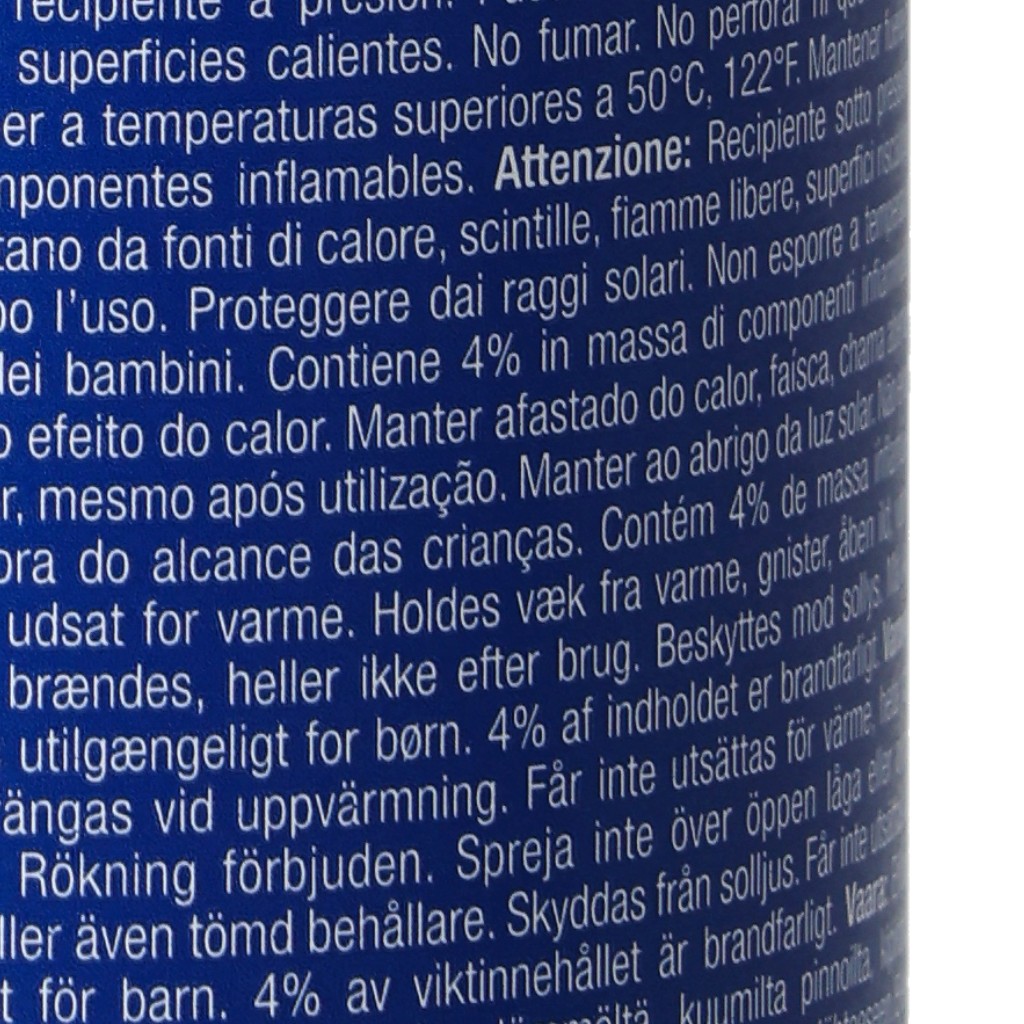 recipiente a presión.
superficies calientes. No fumar. No perforar ni
er a temperaturas superiores a 50°C, 122°F. Mantener
mponentes inflamables. Attenzione: Recipiente sotto
tano da fonti di calore, scintille, fiamme libere, superfici
po l'uso. Proteggere dai raggi solari. Non esporre a
dei bambini. Contiene 4% in massa di componenti
o efeito do calor. Manter afastado do calor, faísca, chama
r, mesmo após utilização. Manter ao abrigo da luz solar.
ora do alcance das crianças. Contém 4% de massa
udsat for varme. Holdes væk fra varme, gnister, åben ild,
brændes, heller ikke efter brug. Beskyttes mod sollys.
utilgængeligt for børn. 4% af indholdet er brandfarligt.
ängas vid uppvärmning. Får inte utsättas för värme,
Rökning förbjuden. Spreja inte över öppen låga eller
ller även tömd behållare. Skyddas från solljus. Får inte
t för barn. 4% av viktinnehållet är brandfarligt. Vaara:
kuumilta pinnoilta.